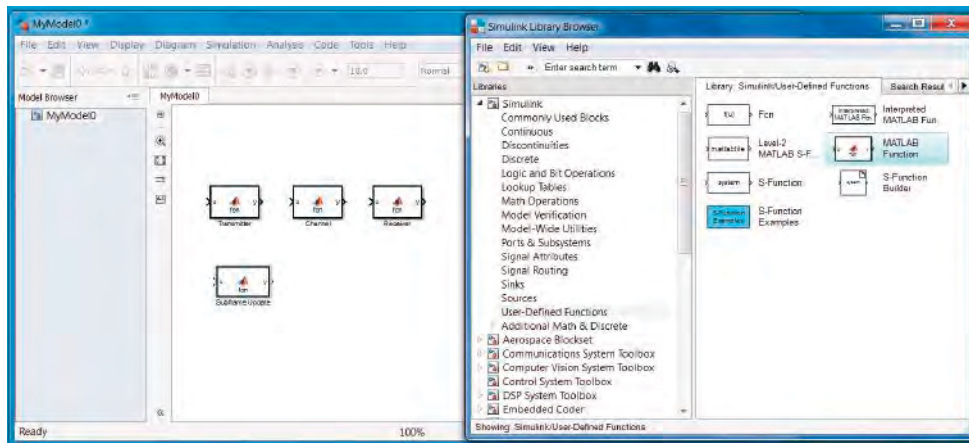 MyModel0 *
File Edit View Display Diagram Simulation Analysis Code Tools Help
10.0 Normal
Model Browser
MyModel0
MyModel0
fcn
Transmitter
fcn
Channel
fcn
Receiver
fcn
Subframe Update
Ready 100%
Simulink Library Browser
File Edit View Help
Enter search term
Libraries
Simulink
Commonly Used Blocks
Continuous
Discontinuities
Discrete
Logic and Bit Operations
Lookup Tables
Math Operations
Model Verification
Model-Wide Utilities
Ports & Subsystems
Signal Attributes
Signal Routing
Sinks
Sources
User-Defined Functions
Additional Math & Discrete
Aerospace Blockset
Communications System Toolbox
Computer Vision System Toolbox
Control System Toolbox
DSP System Toolbox
Embedded Coder
Library: Simulink/User-Defined Functions Search Resul
f(u) Fcn
Interpreted
MATLAB Fcn
Interpreted
MATLAB Fun
Level-2
MATLAB S-F...
MATLAB
Function
system S-Function
S-Function
Builder
S-Function
Examples
S-Function
Examples
Showing: Simulink/User-Defined Functions